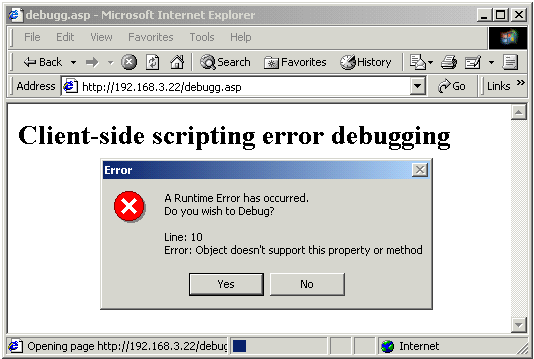 debugg.asp - Microsoft Internet Explorer
File Edit View Favorites Tools Help
Back Search Favorites History
Address http://192.168.3.22/debugg.asp Go Links »
Client-side scripting error debugging
Error
A Runtime Error has occurred.
Do you wish to Debug?
Line: 10
Error: Object doesn't support this property or method
Yes No
Opening page http://192.168.3.22/debug Internet